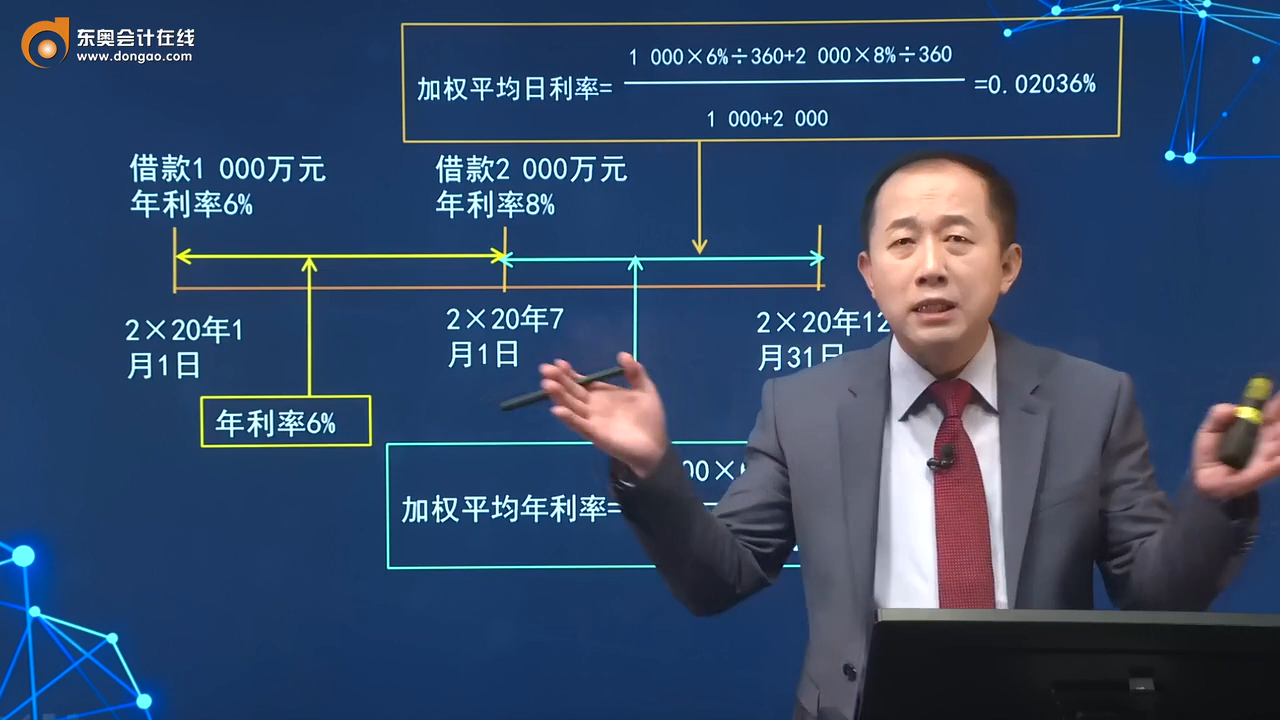 东奥会计在线
www.dongao.com
1 000×6%÷360+2 000×8%÷360
加权平均日利率=
=0.02036%
1 000+2 000
借款1 000万元
年利率6%
借款2 000万元
年利率8%
2×20年1
月1日
2×20年7
月1日
2×20年12
月31日
年利率6%
00×
加权平均年利率=